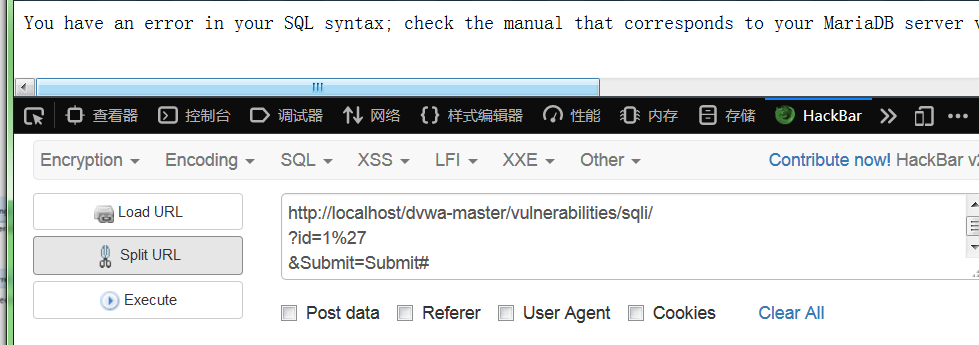 You have an error in your SQL syntax; check the manual that corresponds to your MariaDB server
查看器 控制台 调试器 网络 样式编辑器 性能 内存 存储 HackBar
Encryption Encoding SQL XSS LFI XXE Other Contribute now! HackBar v2
Load URL
Split URL
Execute
http://localhost/dvwa-master/vulnerabilities/sqli/
?id=1%27
&Submit=Submit#
Post data Referer User Agent Cookies Clear All